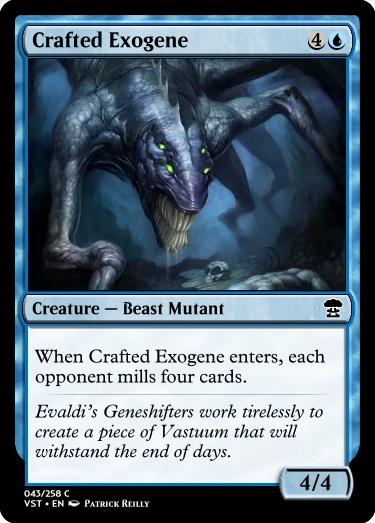 Crafted Exogene 4
Creature — Beast Mutant
When Crafted Exogene enters, each
opponent mills four cards.
Evaldi's Geneshifters work tirelessly to
create a piece of Vastuum that will
withstand the end of days.
4/4
043/258 C
VST • EN Patrick Reilly